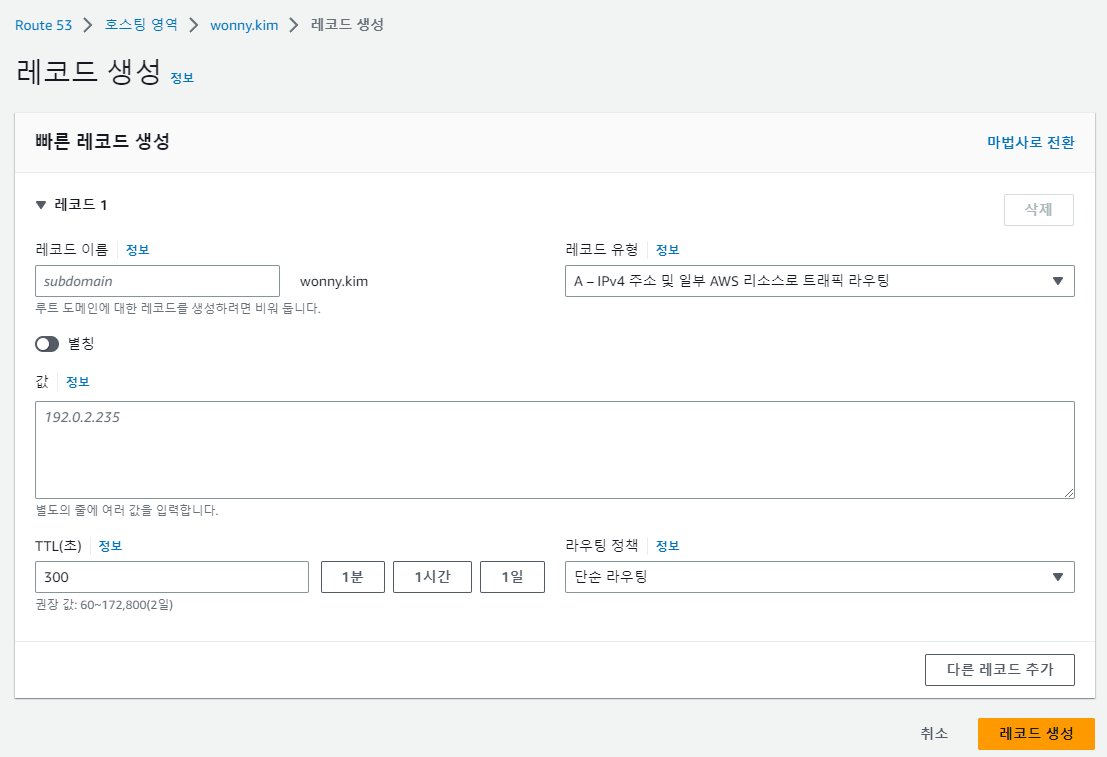 Route 53 > 호스팅 영역 > wonny.kim > 레코드 생성
레코드 생성 정보
빠른 레코드 생성 마법사로 전환
▼ 레코드 1 삭제
레코드 이름 정보 레코드 유형 정보
subdomain wonny.kim A – IPv4 주소 및 일부 AWS 리소스로 트래픽 라우팅
루트 도메인에 대한 레코드를 생성하려면 비워 둡니다.
별칭
값 정보
192.0.2.235
별도의 줄에 여러 값을 입력합니다.
TTL(초) 정보 라우팅 정책 정보
300 1분 1시간 1일 단순 라우팅
권장 값: 60~172,800(2일)
다른 레코드 추가
취소 레코드 생성